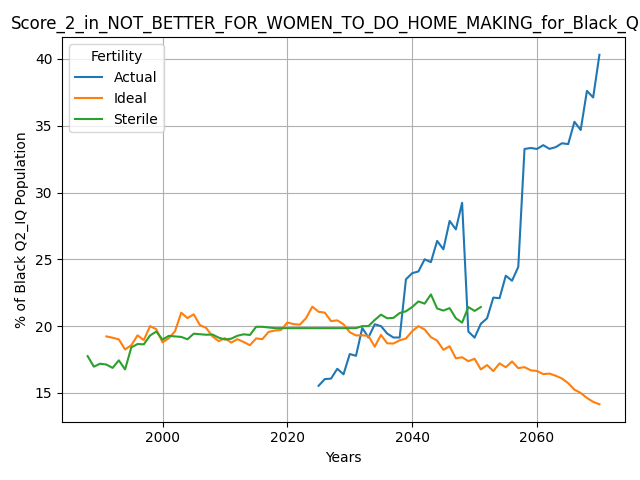 Score_2_in_NOT_BETTER_FOR_WOMEN_TO_DO_HOME_MAKING_for_Black_Q
Fertility
Actual
Ideal
Sterile
% of Black Q2_IQ Population
40
35
30
25
20
15
2000
2020
2040
2060
Years